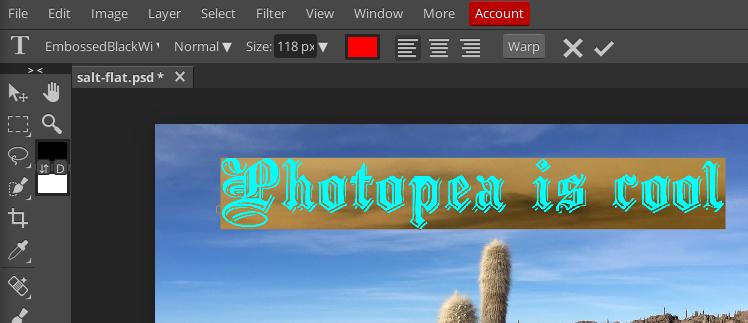 File Edit Image Layer Select Filter View Window More Account
T EmbossedBlackWi Normal Size: 118 px Warp
> <
salt-flat.psd *
D
Photopea is cool